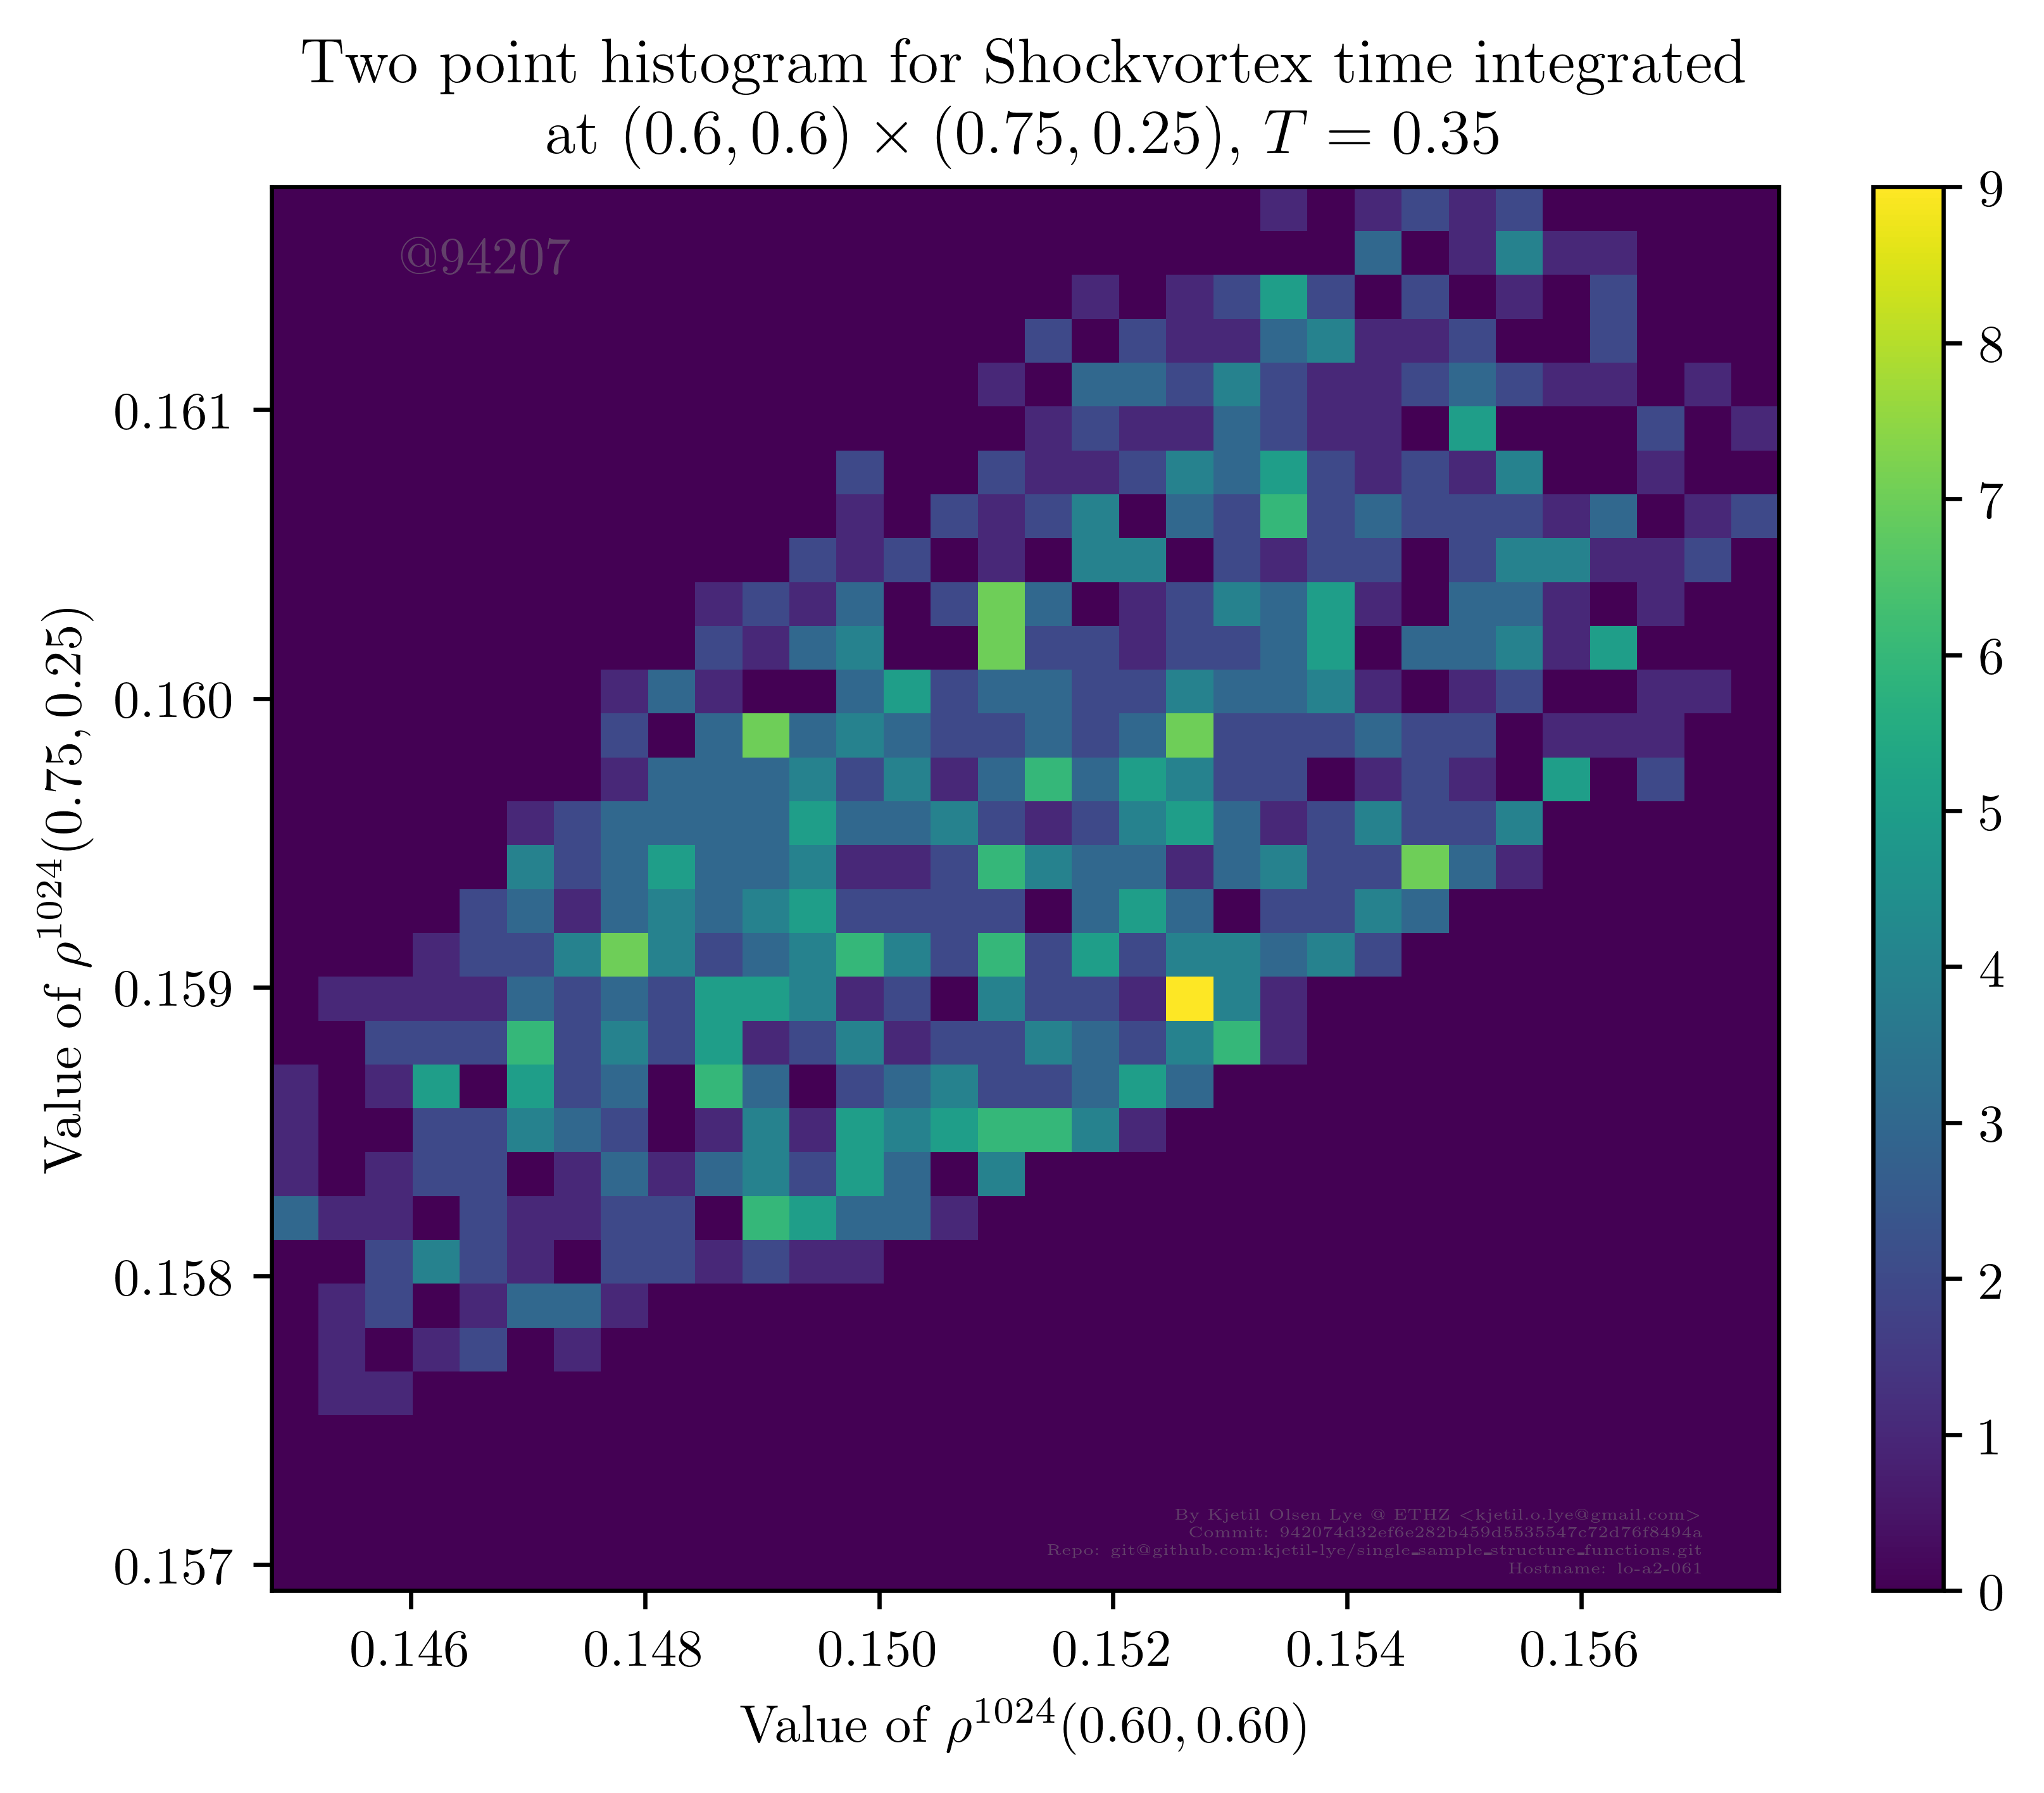 Two point histogram for Shockvortex time integrated
at (0.6,0.6) × (0.75,0.25), T = 0.35
@94207
9
8
7
6
5
4
3
2
1
0
Value of ρ^1024(0.75,0.25)
0.161
0.160
0.159
0.158
0.157
By Kjetil Olsen Lye @ ETHZ <kjetil.o.lye@gmail.com>
Commit: 942074d32ef6e282b459d5535547c72d76f8494a
Repo: git@github.com:kjetil-lye/single_sample_structure_functions.git
Hostname: lo-a2-061
0.146 0.148 0.150 0.152 0.154 0.156
Value of ρ^1024(0.60,0.60)